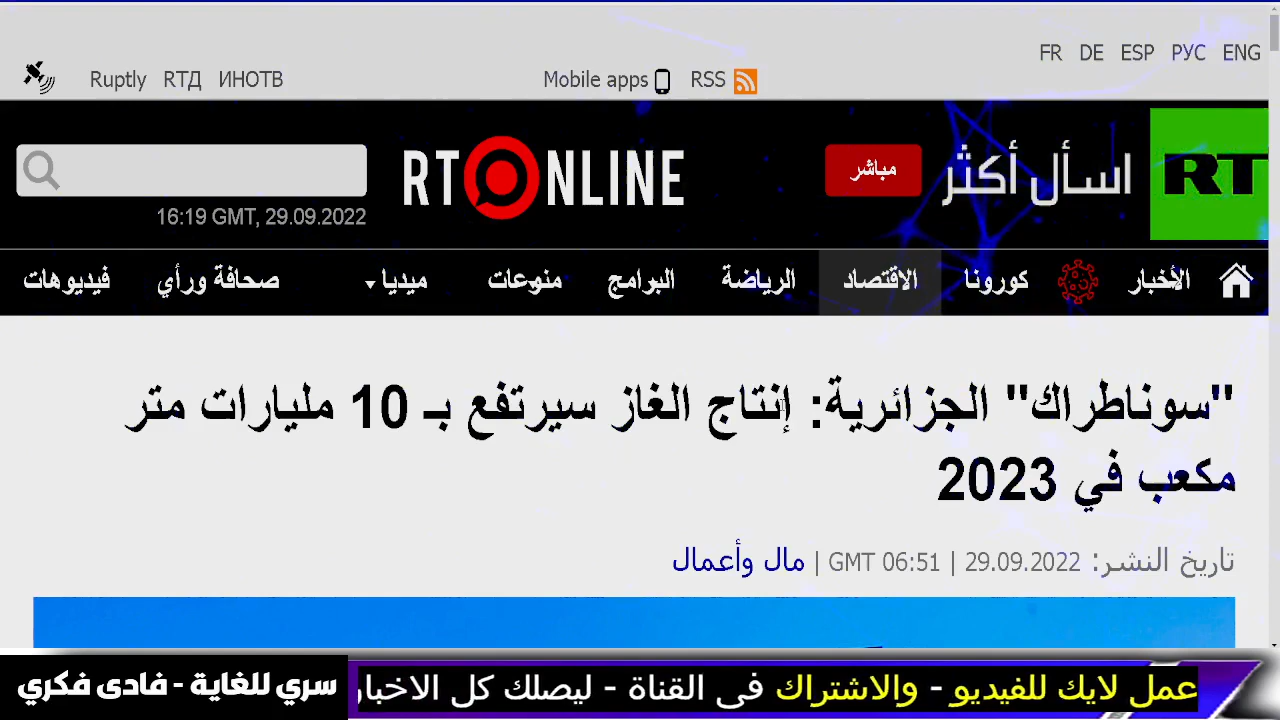 FR DE ESP РУС ENG
Ruptly RTД ИНОТВ Mobile apps RSS
RT اسأل أكثر مباشر RT ONLINE
16:19 GMT, 29.09.2022
الأخبار كورونا الاقتصاد الرياضة البرامج منوعات ميديا صحافة ورأي فيديوهات
"سوناطراك" الجزائرية: إنتاج الغاز سيرتفع بـ 10 مليارات متر
مكعب في 2023
تاريخ النشر: 29.09.2022 | 06:51 GMT | مال وأعمال
عمل لايك للفيديو - والاشتراك فى القناة - ليصلك كل الاخبار
سري للغاية - فادى فكري